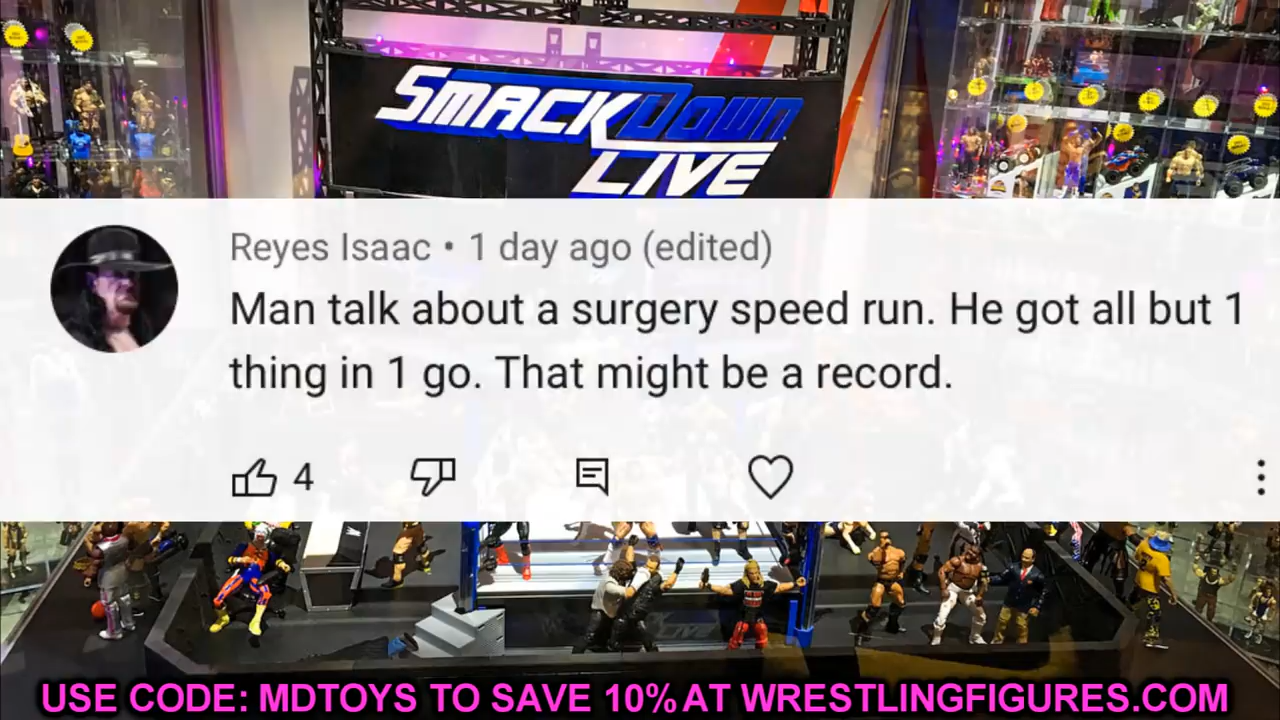 SMACKDOWN
LIVE
Reyes Isaac • 1 day ago (edited)
Man talk about a surgery speed run. He got all but 1
thing in 1 go. That might be a record.
4
USE CODE: MDTOYS TO SAVE 10% AT WRESTLINGFIGURES.COM